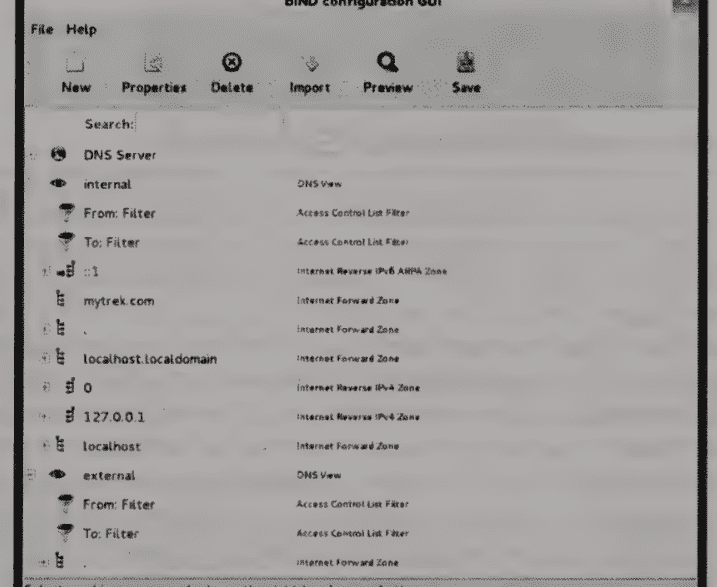 BIND configuration GUI
File Help
New Properties Delete Import Preview Save
Search:
DNS Server
internal DNS View
From: Filter Access Control List Filter
To: Filter Access Control List Filter
::1 Internet Reverse IPv6 ARPA Zone
mytrek.com Internet Forward Zone
. Internet Forward Zone
localhost.localdomain Internet Forward Zone
0 Internet Reverse IPv4 Zone
127.0.0.1 Internet Reverse IPv4 Zone
localhost Internet Forward Zone
external DNS View
From: Filter Access Control List Filter
To: Filter Access Control List Filter
. Internet Forward Zone